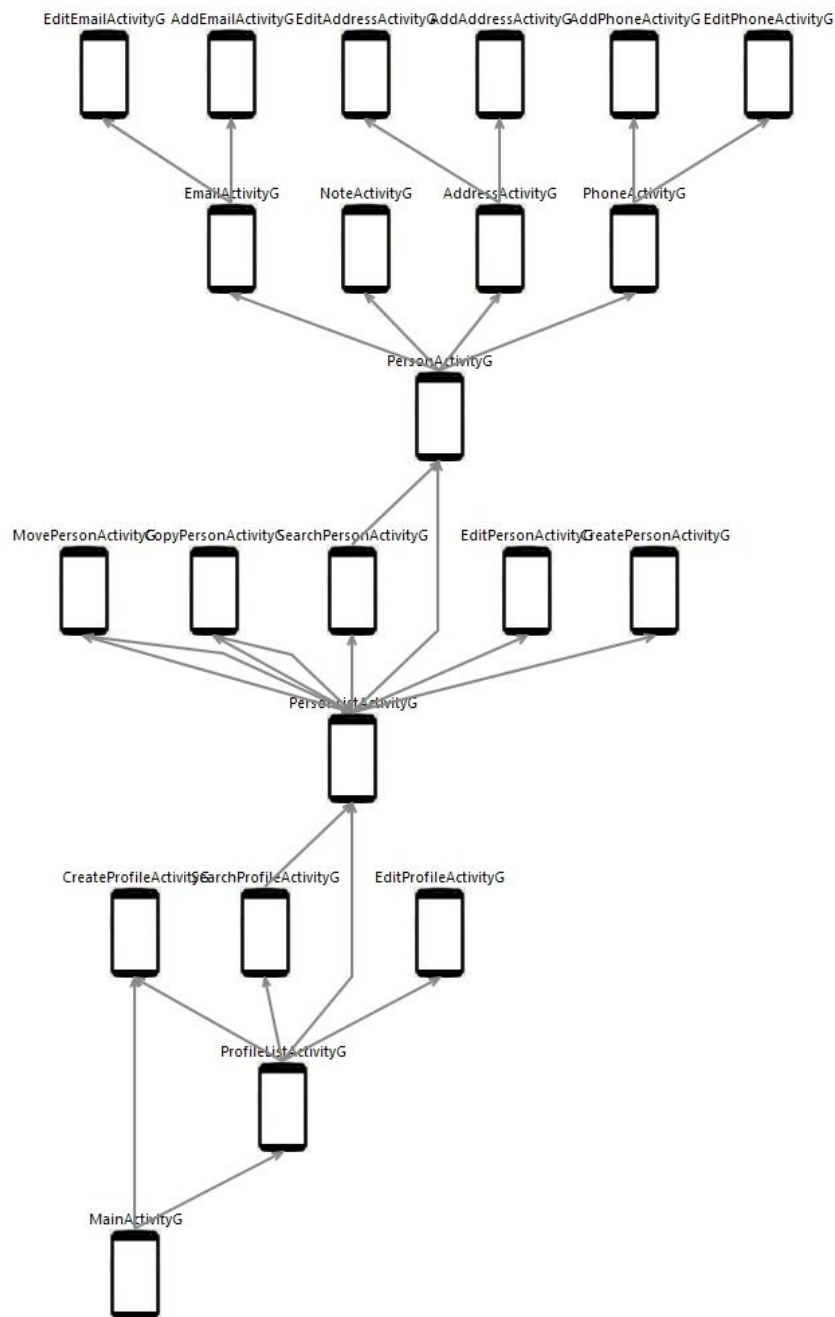 EditEmailActivityG AddEmailActivityG EditAddressActivityG AddAddressActivityG AddPhoneActivityG EditPhoneActivityG
EmailActivityG NoteActivityG AddressActivityG PhoneActivityG
PersonActivityG
MovePersonActivityG CopyPersonActivityG SearchPersonActivityG EditPersonActivityG CreatePersonActivityG
PersonListActivityG
CreateProfileActivityG SearchProfileActivityG EditProfileActivityG
ProfileListActivityG
MainActivityG